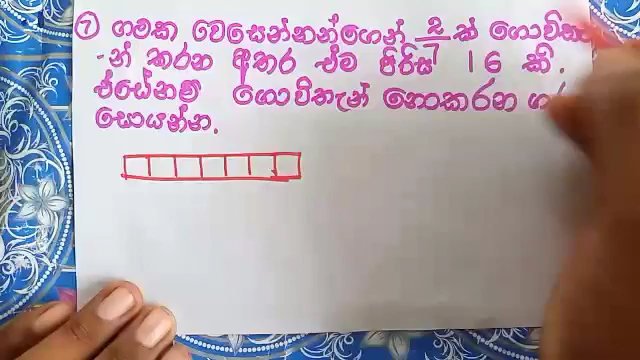 ⑦ ගමක වෙසෙන්නන්ගෙන් 2/7 ක් ගොවිතැ
-න් කරන අතර එම පිරිස 16 කි.
එසේනම් ගොවිතැන් නොකරන
සොයන්න.